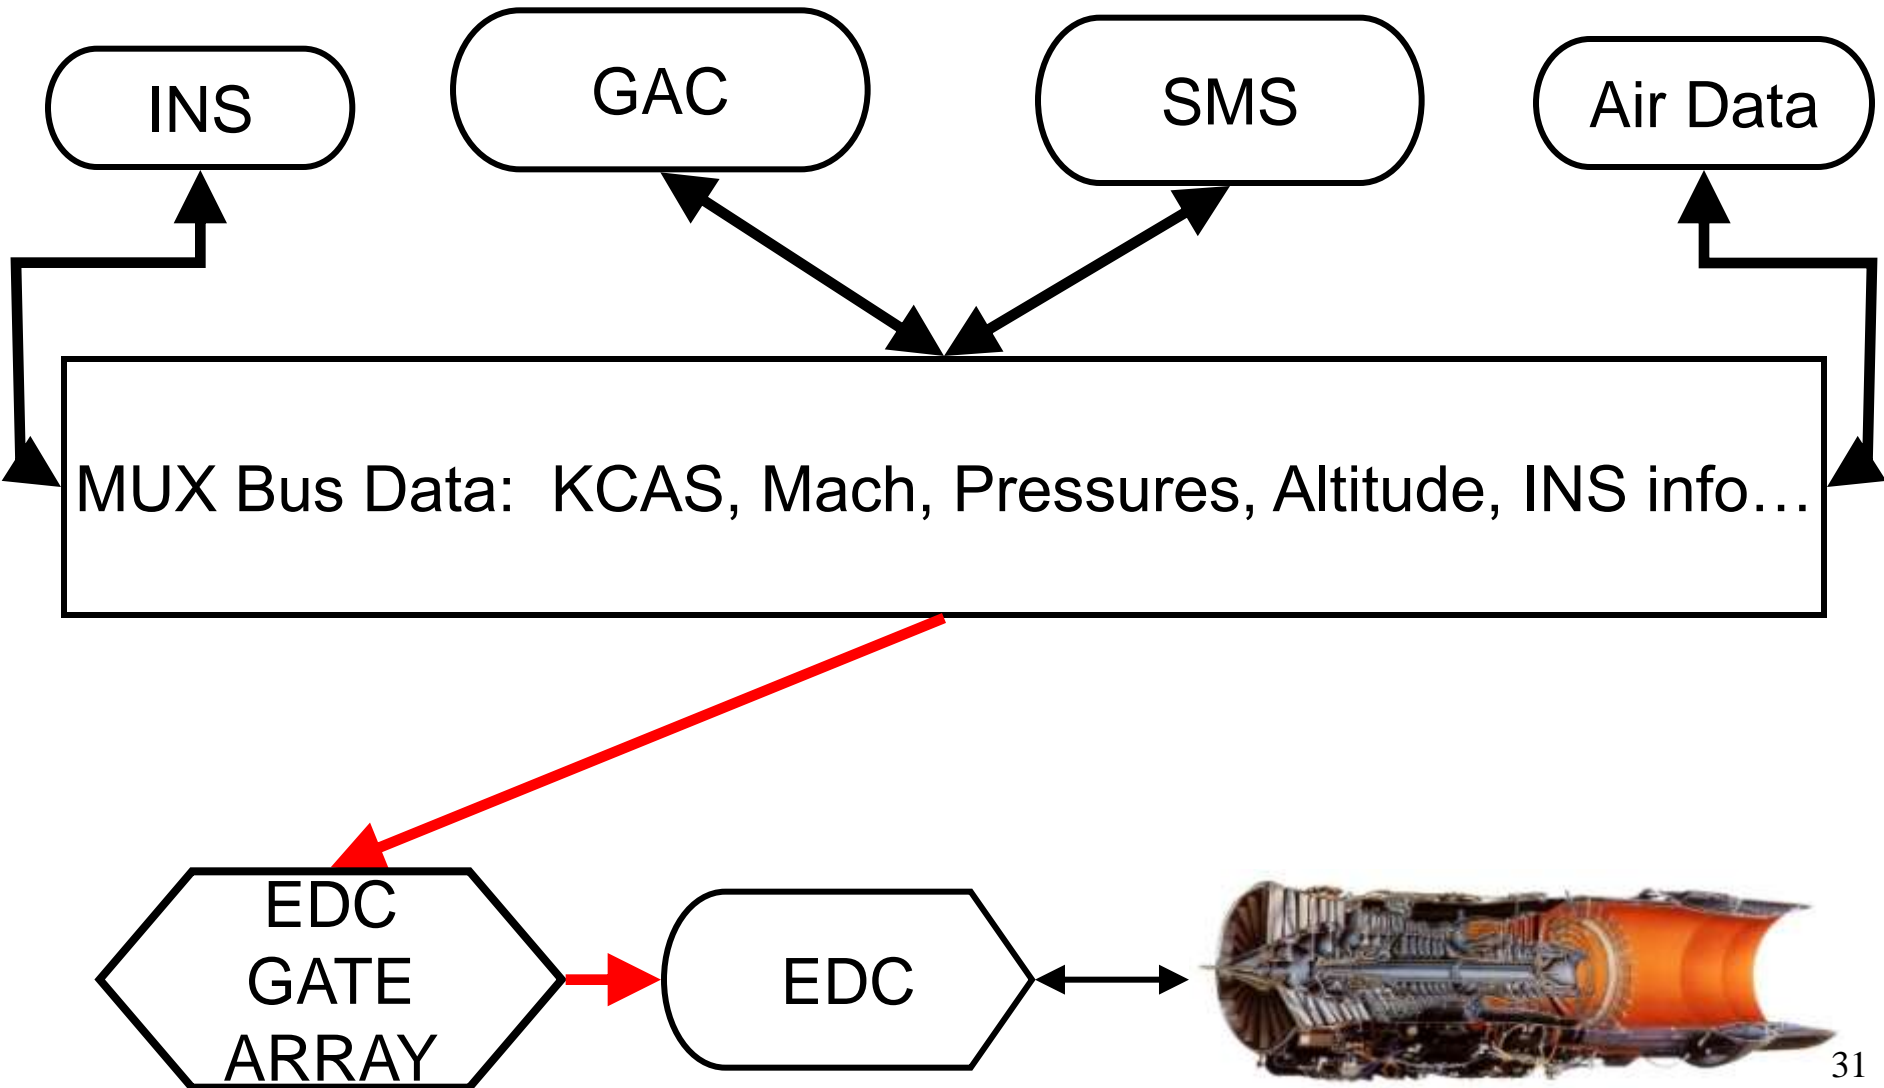 INS
GAC
SMS
Air Data
MUX Bus Data:  KCAS, Mach, Pressures, Altitude, INS info…
EDC
GATE
ARRAY
EDC
31